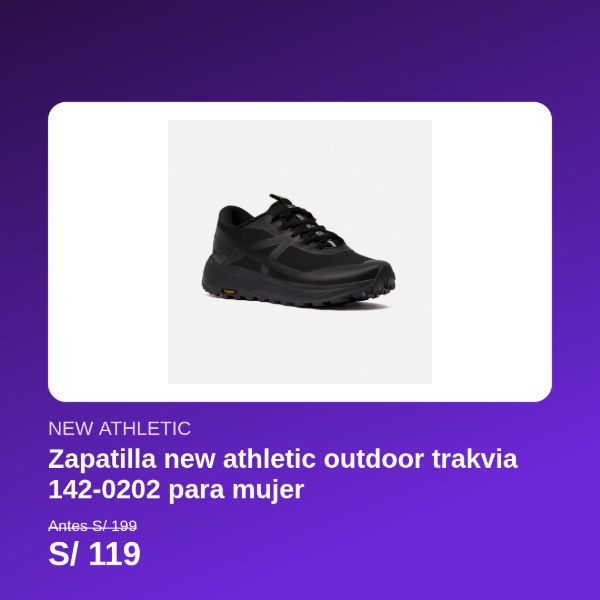 NEW ATHLETIC
Zapatilla new athletic outdoor trakvia
142-0202 para mujer
Antes S/ 199
S/ 119